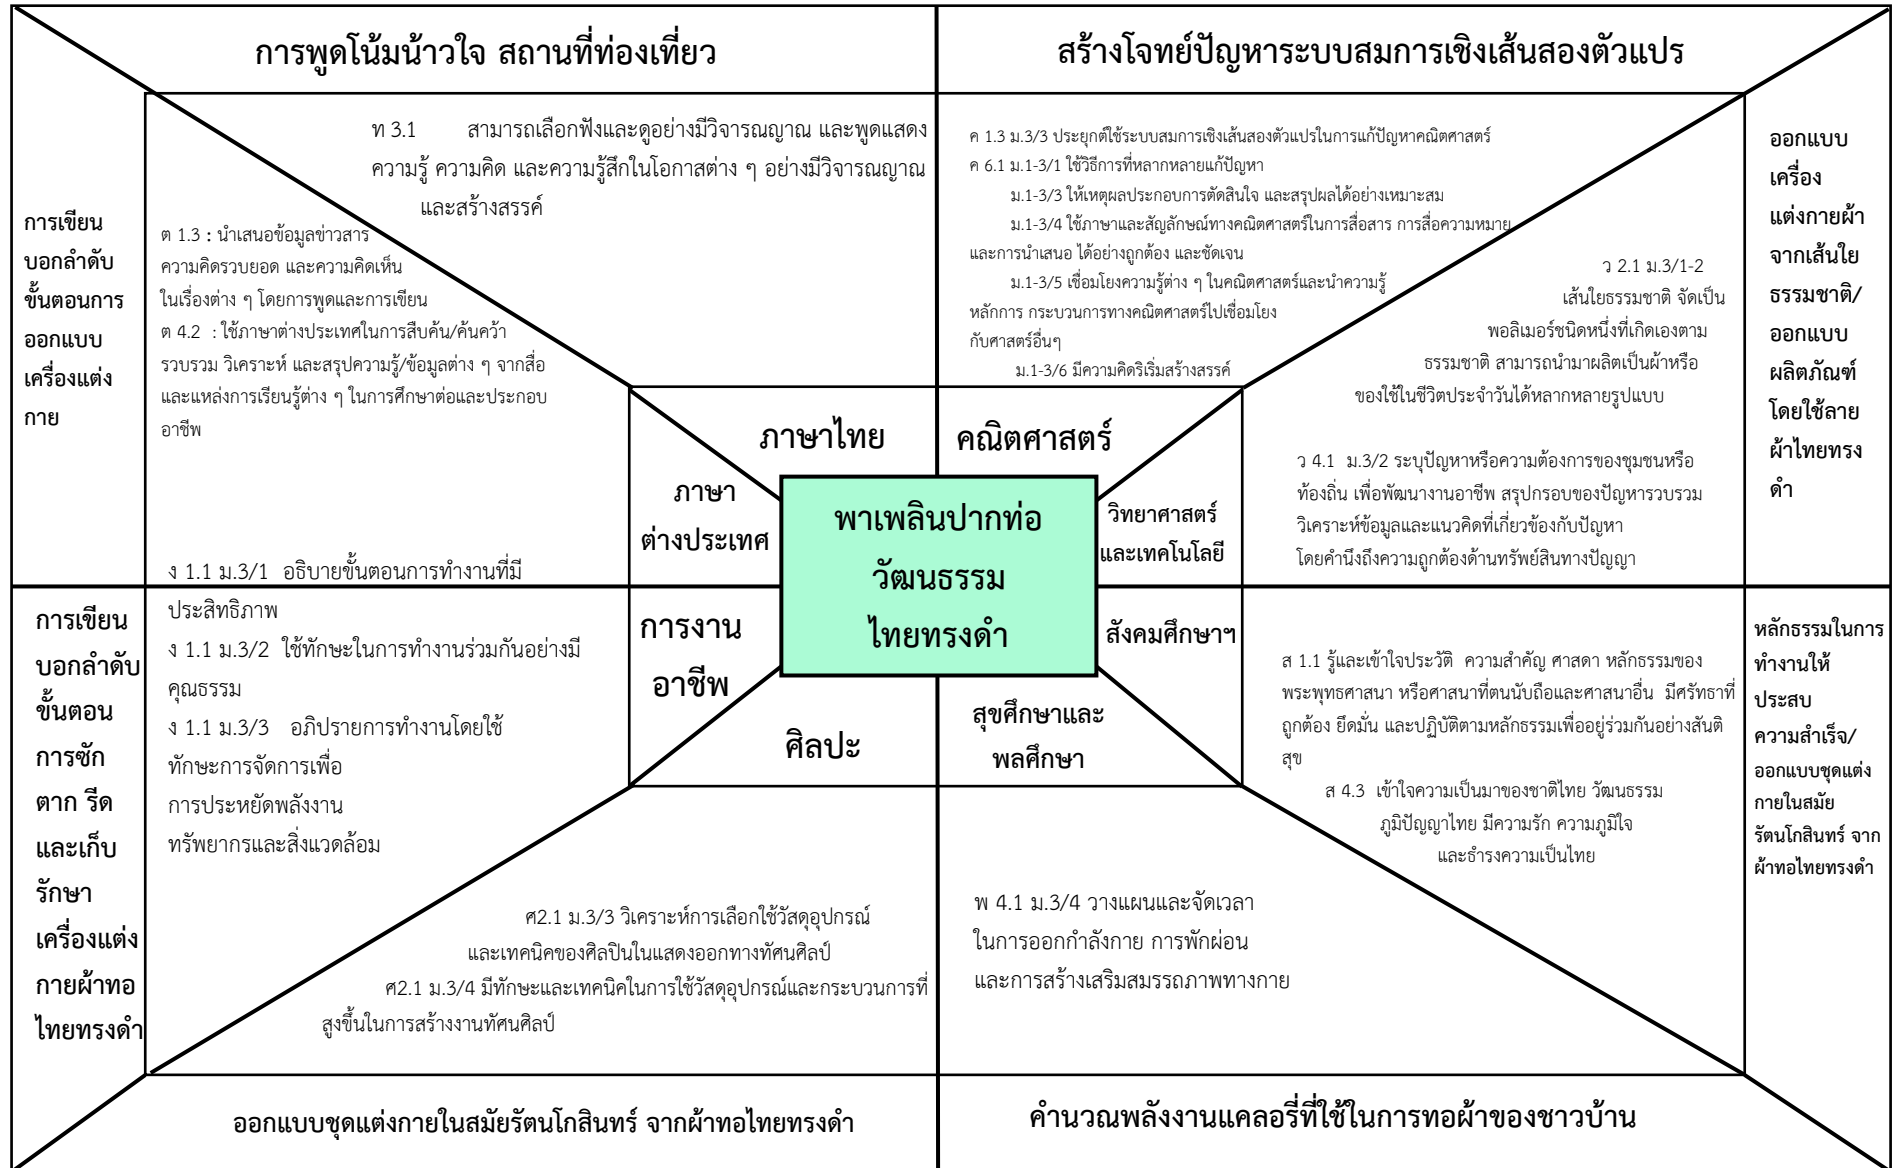 การพูดโน้มน้าวใจ สถานที่ท่องเที่ยว
สร้างโจทย์ปัญหาระบบสมการเชิงเส้นสองตัวแปร
ท 3.1 สามารถเลือกฟังและดูอย่างมีวิจารณญาณ และพูดแสดง
ความรู้ ความคิด และความรู้สึกในโอกาสต่าง ๆ อย่างมีวิจารณญาณ
และสร้างสรรค์
ค 1.3 ม.3/3 ประยุกต์ใช้ระบบสมการเชิงเส้นสองตัวแปรในการแก้ปัญหาคณิตศาสตร์
ค 6.1 ม.1-3/1 ใช้วิธีการที่หลากหลายแก้ปัญหา
ม.1-3/3 ให้เหตุผลประกอบการตัดสินใจ และสรุปผลได้อย่างเหมาะสม
ม.1-3/4 ใช้ภาษาและสัญลักษณ์ทางคณิตศาสตร์ในการสื่อสาร การสื่อความหมาย
และการนำเสนอ ได้อย่างถูกต้อง และชัดเจน
ม.1-3/5 เชื่อมโยงความรู้ต่าง ๆ ในคณิตศาสตร์และนำความรู้
หลักการ กระบวนการทางคณิตศาสตร์ไปเชื่อมโยง
กับศาสตร์อื่นๆ
ม.1-3/6 มีความคิดริเริ่มสร้างสรรค์
การเขียน
บอกลำดับ
ขั้นตอนการ
ออกแบบ
เครื่องแต่ง
กาย
ต 1.3 : นำเสนอข้อมูลข่าวสาร
ความคิดรวบยอด และความคิดเห็น
ในเรื่องต่าง ๆ โดยการพูดและการเขียน
ต 4.2 : ใช้ภาษาต่างประเทศในการสืบค้น/ค้นคว้า
รวบรวม วิเคราะห์ และสรุปความรู้/ข้อมูลต่าง ๆ จากสื่อ
และแหล่งการเรียนรู้ต่าง ๆ ในการศึกษาต่อและประกอบ
อาชีพ
ว 2.1 ม.3/1-2
เส้นใยธรรมชาติ จัดเป็น
พอลิเมอร์ชนิดหนึ่งที่เกิดเองตาม
ธรรมชาติ สามารถนำมาผลิตเป็นผ้าหรือ
ของใช้ในชีวิตประจำวันได้หลากหลายรูปแบบ
ว 4.1 ม.3/2 ระบุปัญหาหรือความต้องการของชุมชนหรือ
ท้องถิ่น เพื่อพัฒนางานอาชีพ สรุปกรอบของปัญหารวบรวม
วิเคราะห์ข้อมูลและแนวคิดที่เกี่ยวข้องกับปัญหา
โดยคำนึงถึงความถูกต้องด้านทรัพย์สินทางปัญญา
ออกแบบ
เครื่อง
แต่งกายผ้า
จากเส้นใย
ธรรมชาติ/
ออกแบบ
ผลิตภัณฑ์
โดยใช้ลาย
ผ้าไทยทรง
ดำ
ภาษาไทย
คณิตศาสตร์
ภาษา
ต่างประเทศ
พาเพลินปากท่อ
วัฒนธรรม
ไทยทรงดำ
วิทยาศาสตร์
และเทคโนโลยี
การงาน
อาชีพ
สังคมศึกษาฯ
ศิลปะ
สุขศึกษาและ
พลศึกษา
การเขียน
บอกลำดับ
ขั้นตอน
การซัก
ตาก รีด
และเก็บ
รักษา
เครื่องแต่ง
กายผ้าทอ
ไทยทรงดำ
ง 1.1 ม.3/1 อธิบายขั้นตอนการทำงานที่มี
ประสิทธิภาพ
ง 1.1 ม.3/2 ใช้ทักษะในการทำงานร่วมกันอย่างมี
คุณธรรม
ง 1.1 ม.3/3 อภิปรายการทำงานโดยใช้
ทักษะการจัดการเพื่อ
การประหยัดพลังงาน
ทรัพยากรและสิ่งแวดล้อม
ส 1.1 รู้และเข้าใจประวัติ ความสำคัญ ศาสดา หลักธรรมของ
พระพุทธศาสนา หรือศาสนาที่ตนนับถือและศาสนาอื่น มีศรัทธาที่
ถูกต้อง ยึดมั่น และปฏิบัติตามหลักธรรมเพื่ออยู่ร่วมกันอย่างสันติ
สุข
ส 4.3 เข้าใจความเป็นมาของชาติไทย วัฒนธรรม
ภูมิปัญญาไทย มีความรัก ความภูมิใจ
และธำรงความเป็นไทย
หลักธรรมในการ
ทำงานให้
ประสบ
ความสำเร็จ/
ออกแบบชุดแต่ง
กายในสมัย
รัตนโกสินทร์ จาก
ผ้าทอไทยทรงดำ
ศ2.1 ม.3/3 วิเคราะห์การเลือกใช้วัสดุอุปกรณ์
และเทคนิคของศิลปินในแสดงออกทางทัศนศิลป์
ศ2.1 ม.3/4 มีทักษะและเทคนิคในการใช้วัสดุอุปกรณ์และกระบวนการที่
สูงขึ้นในการสร้างงานทัศนศิลป์
พ 4.1 ม.3/4 วางแผนและจัดเวลา
ในการออกกำลังกาย การพักผ่อน
และการสร้างเสริมสมรรถภาพทางกาย
ออกแบบชุดแต่งกายในสมัยรัตนโกสินทร์ จากผ้าทอไทยทรงดำ
คำนวณพลังงานแคลอรี่ที่ใช้ในการทอผ้าของชาวบ้าน